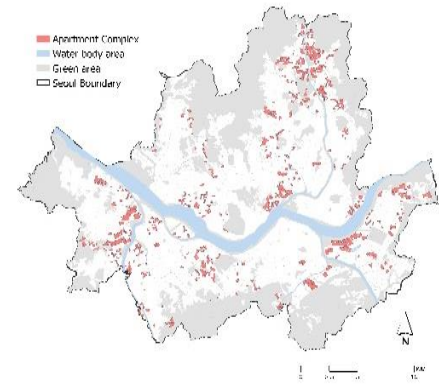 Apartment Complex
Water body area
Green area
Seoul Boundary
N